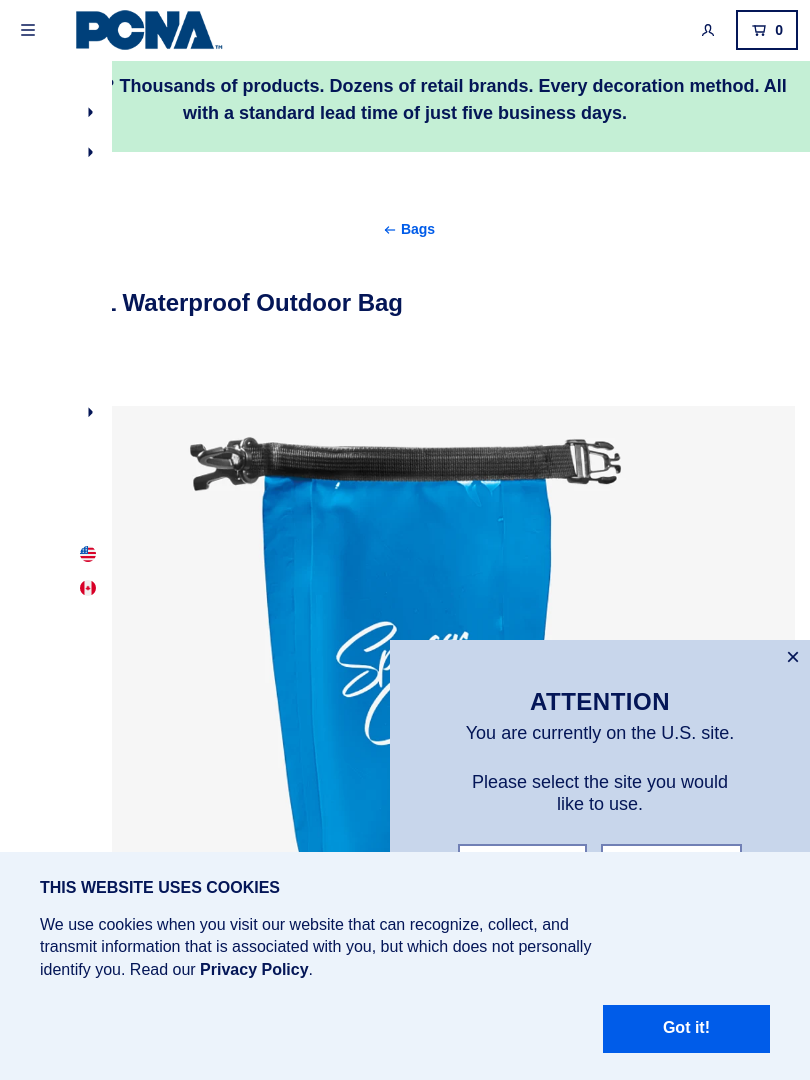 PCNA™
0
Thousands of products. Dozens of retail brands. Every decoration method. All
with a standard lead time of just five business days.
Bags
Waterproof Outdoor Bag
ATTENTION
You are currently on the U.S. site.
Please select the site you would
like to use.
THIS WEBSITE USES COOKIES
We use cookies when you visit our website that can recognize, collect, and
transmit information that is associated with you, but which does not personally
identify you. Read our Privacy Policy.
Got it!